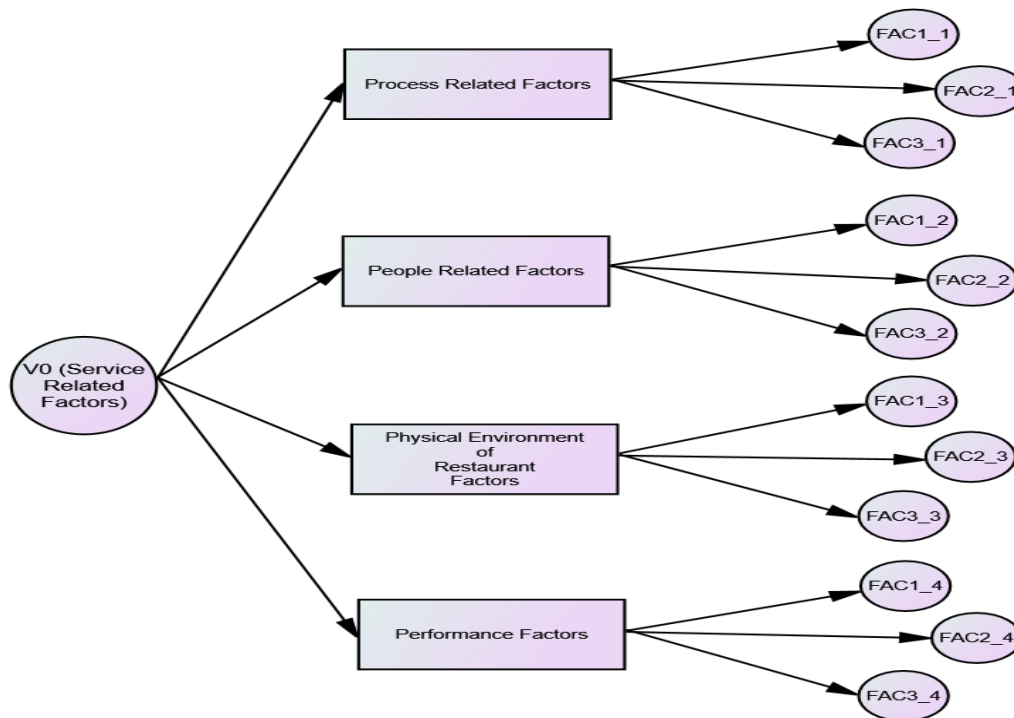 FAC1_1
Process Related Factors
FAC2_1
FAC3_1
FAC1_2
People Related Factors
FAC2_2
FAC3_2
V0 (Service
Related
Factors)
FAC1_3
Physical Environment
of
Restaurant
Factors
FAC2_3
FAC3_3
FAC1_4
Performance Factors
FAC2_4
FAC3_4